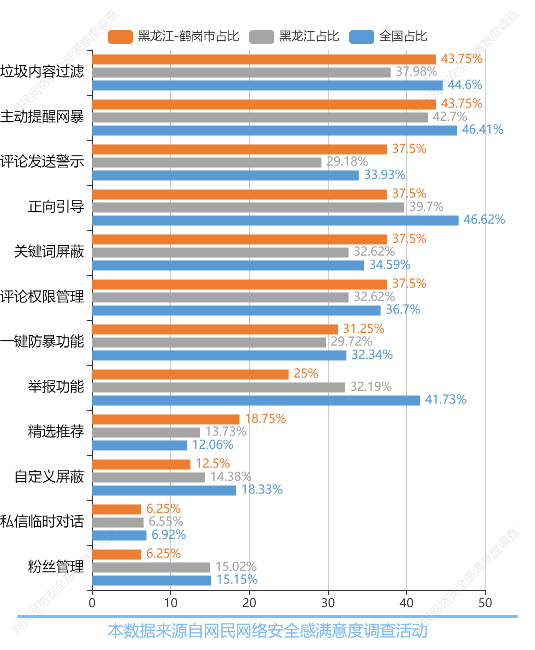 黑龙江-鹤岗市占比 黑龙江占比 全国占比
垃圾内容过滤 43.75% 37.98% 44.6%
主动提醒网暴 43.75% 42.7% 46.41%
评论发送警示 37.5% 29.18% 33.93%
正向引导 37.5% 39.7% 46.62%
关键词屏蔽 37.5% 32.62% 34.59%
评论权限管理 37.5% 32.62% 36.7%
一键防暴功能 31.25% 29.72% 32.34%
举报功能 25% 32.19% 41.73%
精选推荐 18.75% 13.73% 12.06%
自定义屏蔽 12.5% 14.38% 18.33%
私信临时对话 6.25% 6.55% 6.92%
粉丝管理 6.25% 15.02% 15.15%
0 10 20 30 40 50
本数据来源自网民网络安全感满意度调查活动